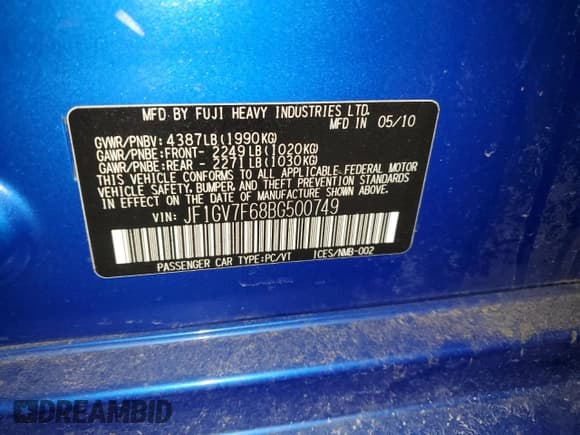 MFD BY FUJI HEAVY INDUSTRIES LTD.
MFD IN 05/10
GVWR/PNBV: 4387LB(1990KG)
GAWR/PNBE:FRONT- 2249LB(1020KG)
GAWR/PNBE:REAR - 2271LB(1030KG)
THIS VEHICLE CONFORMS TO ALL APPLICABLE FEDERAL MOTOR
VEHICLE SAFETY, BUMPER, AND THEFT PREVENTION STANDARDS
IN EFFECT ON THE DATE OF MANUFACTURE SHOWN ABOVE.
VIN: JF1GV7F68BG500749
PASSENGER CAR TYPE:PC/VT ICES/NMB-002
DREAMBID